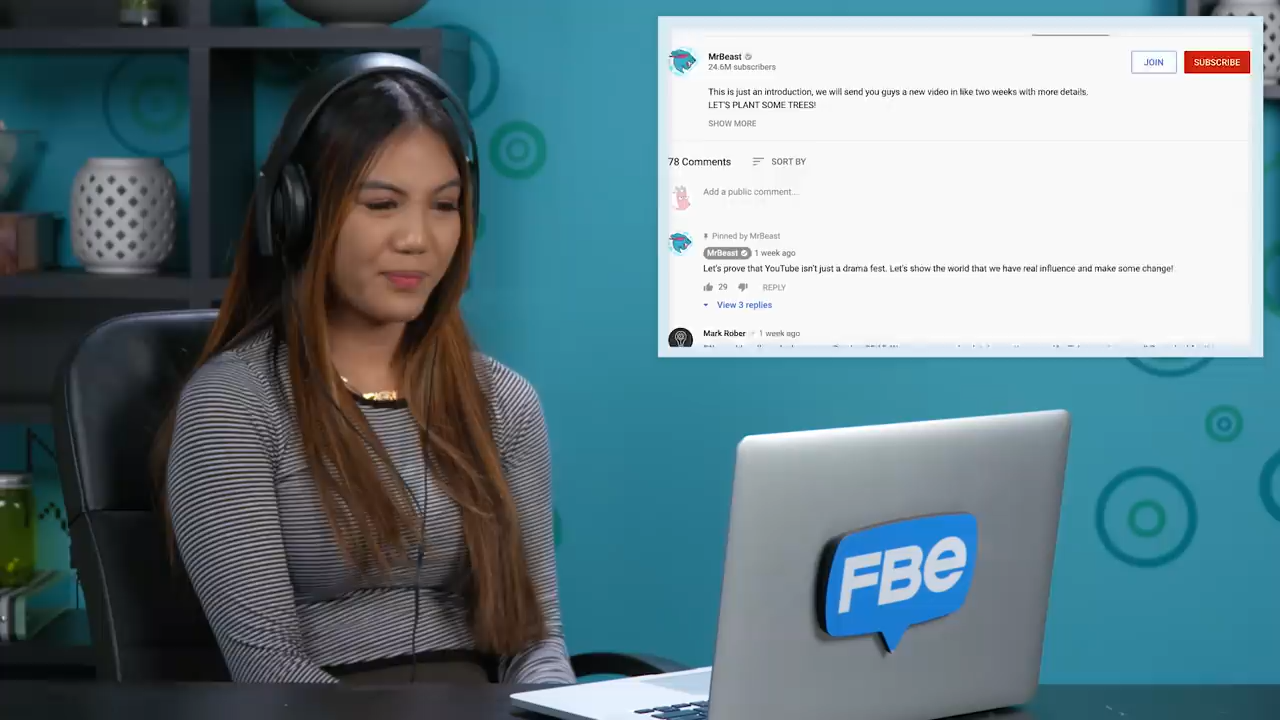 MrBeast
24.6M subscribers
JOIN
SUBSCRIBE
This is just an introduction, we will send you guys a new video in like two weeks with more details.
LET'S PLANT SOME TREES!
SHOW MORE
78 Comments
SORT BY
Add a public comment...
Pinned by MrBeast
MrBeast 1 week ago
Let's prove that YouTube isn't just a drama fest. Let's show the world that we have real influence and make some change!
29
REPLY
View 3 replies
Mark Rober
1 week ago
FBe